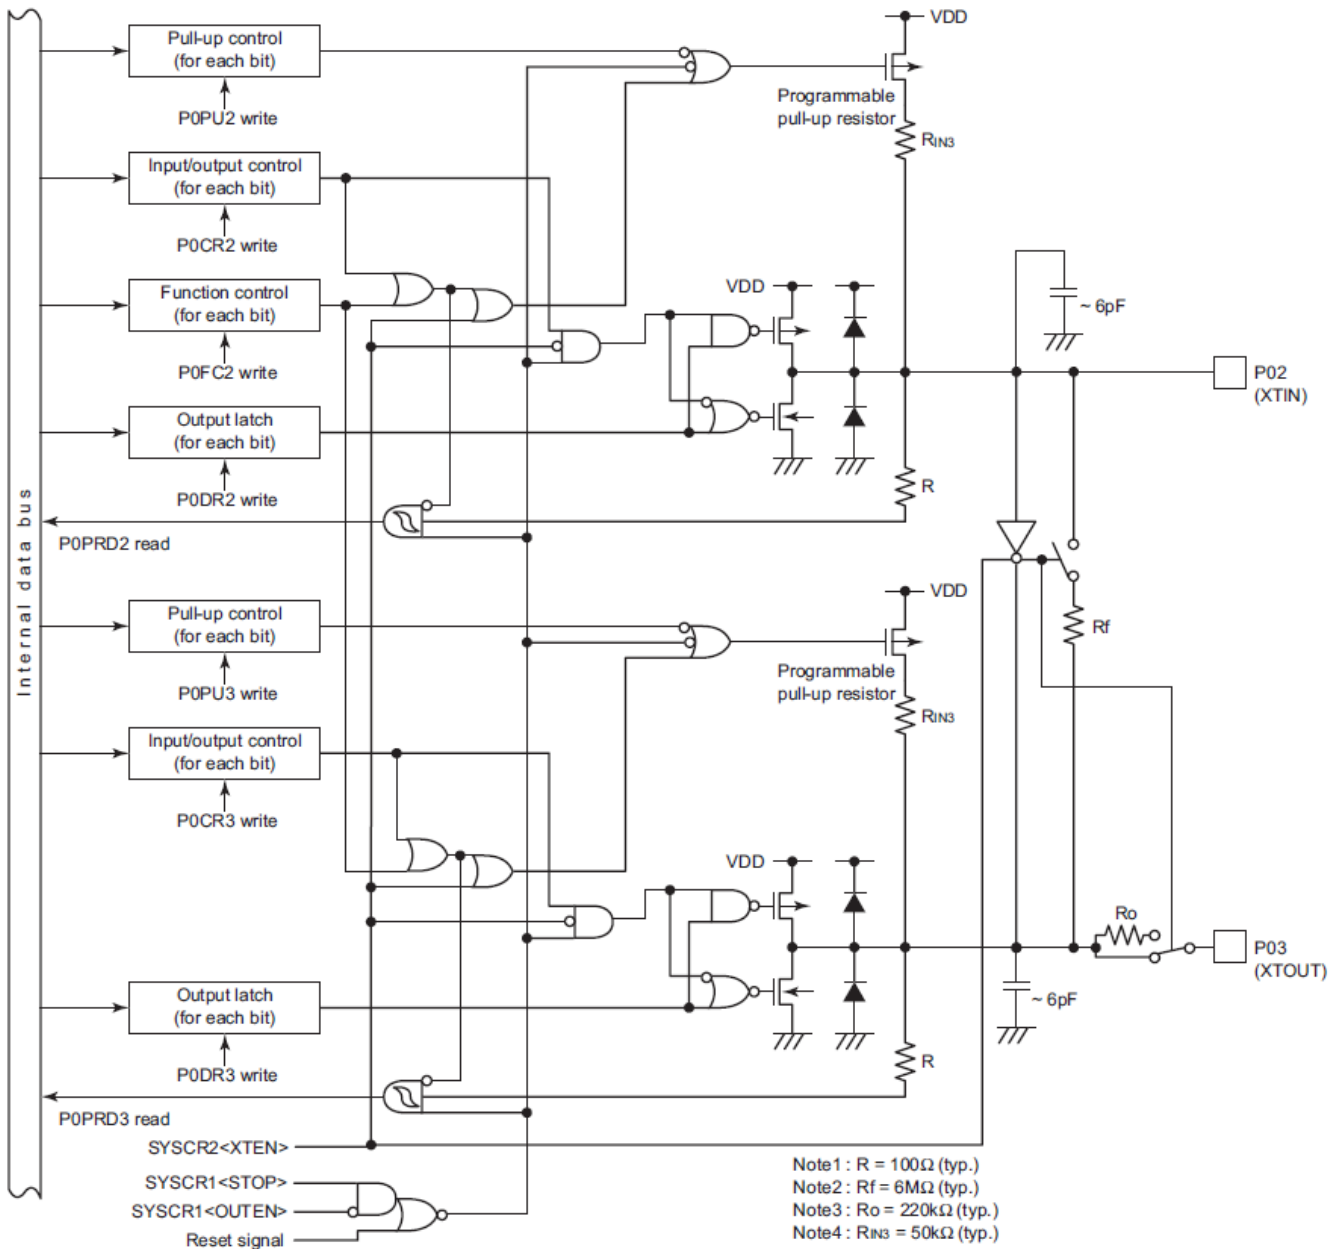 VDD
Pull-up control
(for each bit)
P0PU2 write
Programmable
pull-up resistor
RIN3
Input/output control
(for each bit)
P0CR2 write
Function control
(for each bit)
P0FC2 write
VDD
~ 6pF
P02
(XTIN)
Output latch
(for each bit)
P0DR2 write
R
P0PRD2 read
Internal data bus
VDD
Pull-up control
(for each bit)
P0PU3 write
Rf
Programmable
pull-up resistor
RIN3
Input/output control
(for each bit)
P0CR3 write
VDD
Ro
P03
(XTOUT)
~ 6pF
Output latch
(for each bit)
P0DR3 write
R
P0PRD3 read
SYSCR2<XTEN>
SYSCR1<STOP>
SYSCR1<OUTEN>
Reset signal
Note1 : R = 100Ω (typ.)
Note2 : Rf = 6MΩ (typ.)
Note3 : Ro = 220kΩ (typ.)
Note4 : RIN3 = 50kΩ (typ.)